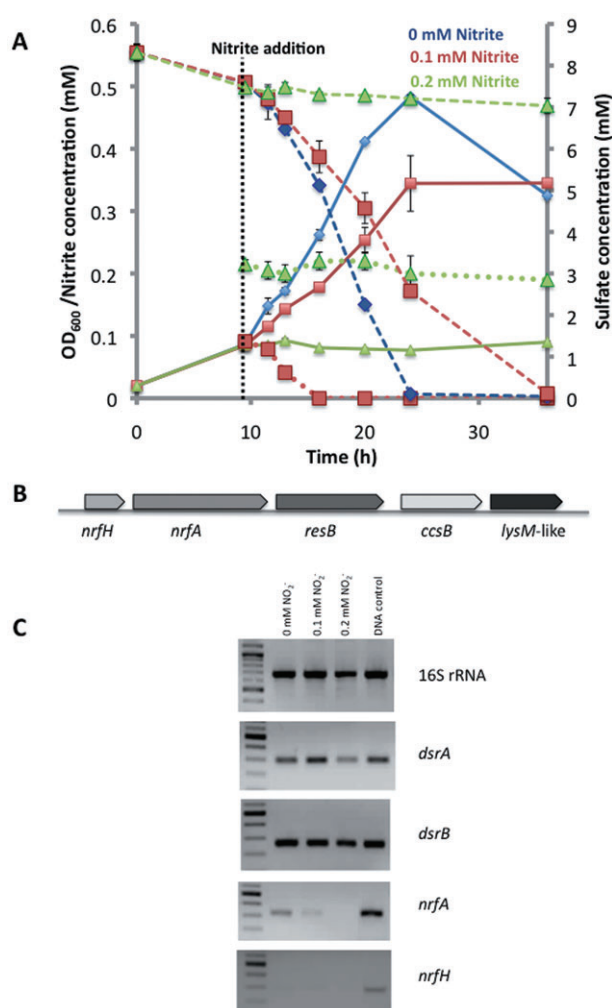 A
Nitrite addition
0 mM Nitrite
0.1 mM Nitrite
0.2 mM Nitrite
OD600/Nitrite concentration (mM)
0.6
0.5
0.4
0.3
0.2
0.1
0
Sulfate concentration (mM)
9
8
7
6
5
4
3
2
1
0
0 10 20 30
Time (h)
B
nrfH nrfA resB ccsB lysM-like
C
0 mM NO2-
0.1 mM NO2-
0.2 mM NO2-
DNA control
16S rRNA
dsrA
dsrB
nrfA
nrfH